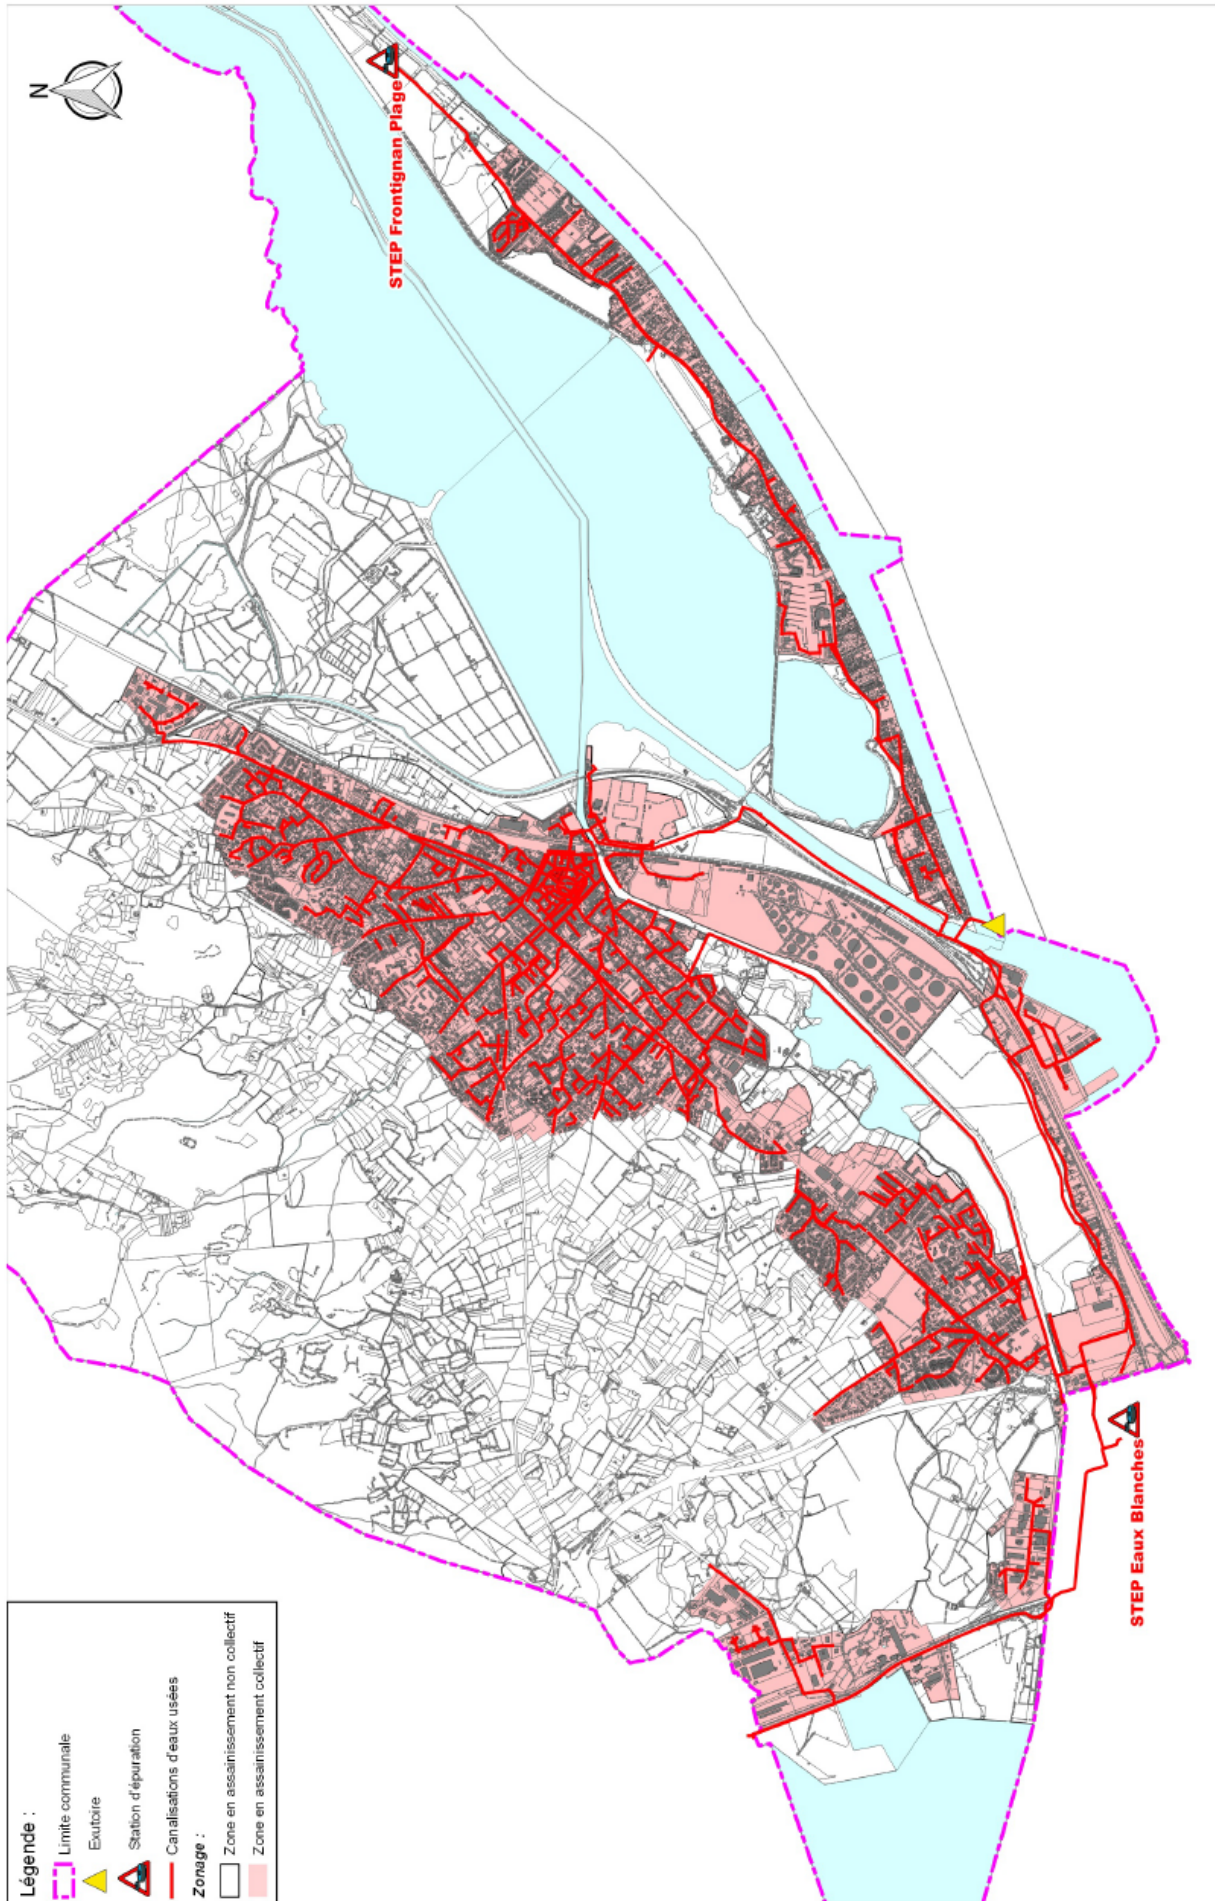 N
STEP Frontignan Plage
STEP Eaux Blanches
Légende :
Limite communale
Exutoire
Station d'épuration
Canalisations d'eaux usées
Zonage :
Zone en assainissement non collectif
Zone en assainissement collectif